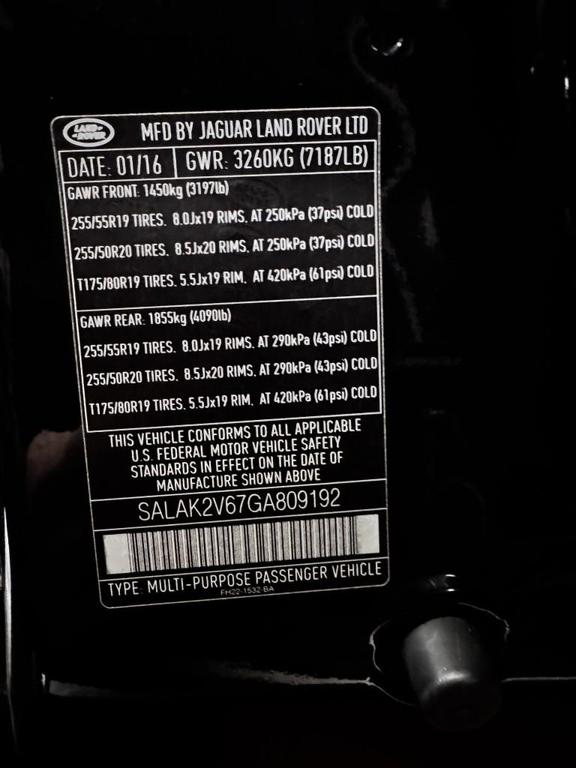 LAND-
-ROVER
MFD BY JAGUAR LAND ROVER LTD
DATE: 01/16 GWR: 3260KG (7187LB)
GAWR FRONT: 1450kg (3197lb)
255/55R19 TIRES. 8.0Jx19 RIMS. AT 250kPa (37psi) COLD
255/50R20 TIRES. 8.5Jx20 RIMS. AT 250kPa (37psi) COLD
T175/80R19 TIRES. 5.5Jx19 RIM. AT 420kPa (61psi) COLD
GAWR REAR: 1855kg (4090lb)
255/55R19 TIRES. 8.0Jx19 RIMS. AT 290kPa (43psi) COLD
255/50R20 TIRES. 8.5Jx20 RIMS. AT 290kPa (43psi) COLD
T175/80R19 TIRES. 5.5Jx19 RIM. AT 420kPa (61psi) COLD
THIS VEHICLE CONFORMS TO ALL APPLICABLE
U.S. FEDERAL MOTOR VEHICLE SAFETY
STANDARDS IN EFFECT ON THE DATE OF
MANUFACTURE SHOWN ABOVE
SALAK2V67GA809192
TYPE: MULTI-PURPOSE PASSENGER VEHICLE
FH22-1532-BA